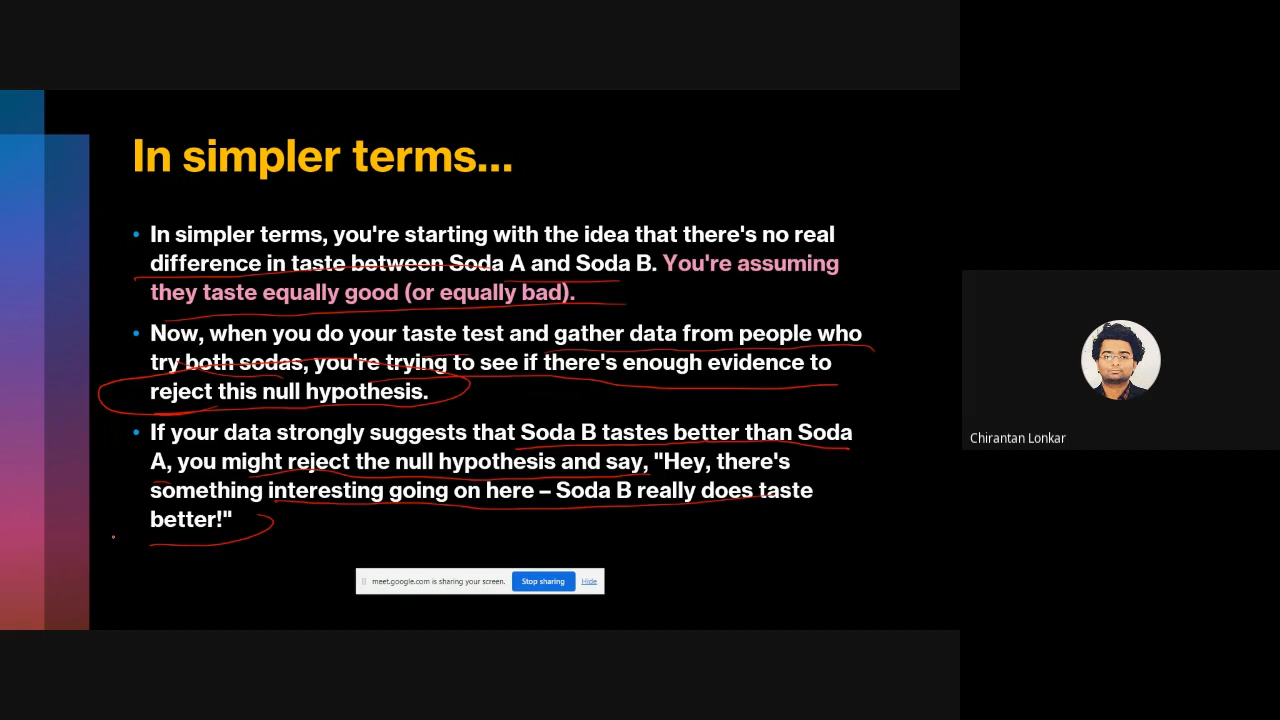 In simpler terms...
• In simpler terms, you're starting with the idea that there's no real
difference in taste between Soda A and Soda B. You're assuming
they taste equally good (or equally bad).
• Now, when you do your taste test and gather data from people who
try both sodas, you're trying to see if there's enough evidence to
reject this null hypothesis.
• If your data strongly suggests that Soda B tastes better than Soda
A, you might reject the null hypothesis and say, "Hey, there's
something interesting going on here – Soda B really does taste
better!"
meet.google.com is sharing your screen. Stop sharing Hide
Chirantan Lonkar